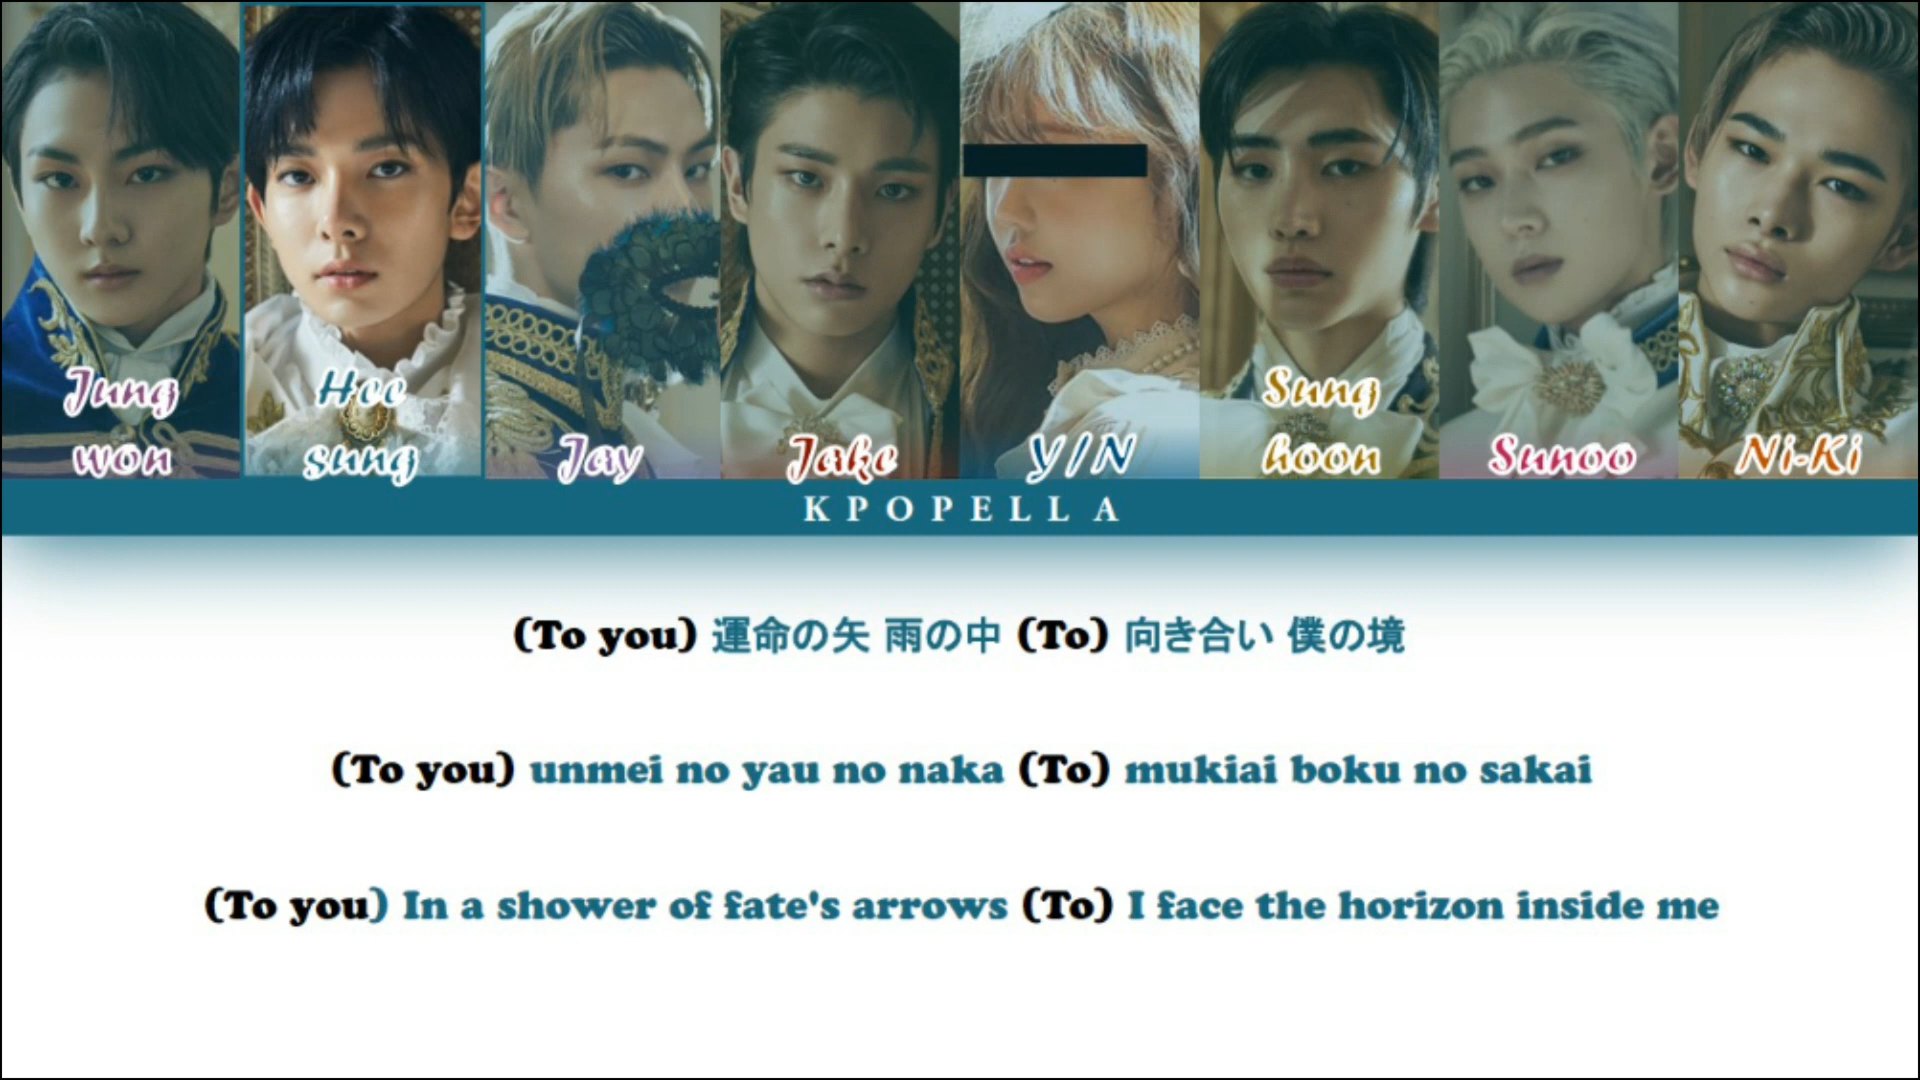 Jung
won
Hee
sung
Jay
Jake
Y/N
Sung
hoon
Sunoo
Ni-Ki
KPOPELLA
(To you) 運命の矢 雨の中 (To) 向き合い 僕の境
(To you) unmei no yau no naka (To) mukiai boku no sakai
(To you) In a shower of fate's arrows (To) I face the horizon inside me